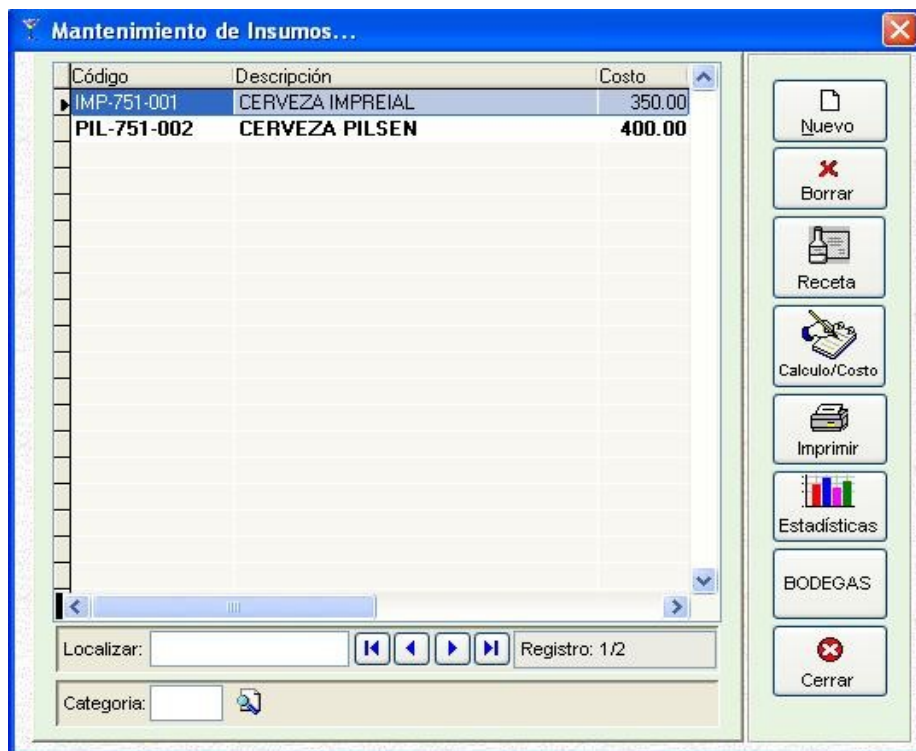 Mantenimiento de Insumos...
Código Descripción Costo
IMP-751-001 CERVEZA IMPREIAL 350.00
PIL-751-002 CERVEZA PILSEN 400.00
Nuevo
Borrar
Receta
Calculo/Costo
Imprimir
Estadísticas
BODEGAS
Cerrar
Localizar: Registro: 1/2
Categoria: